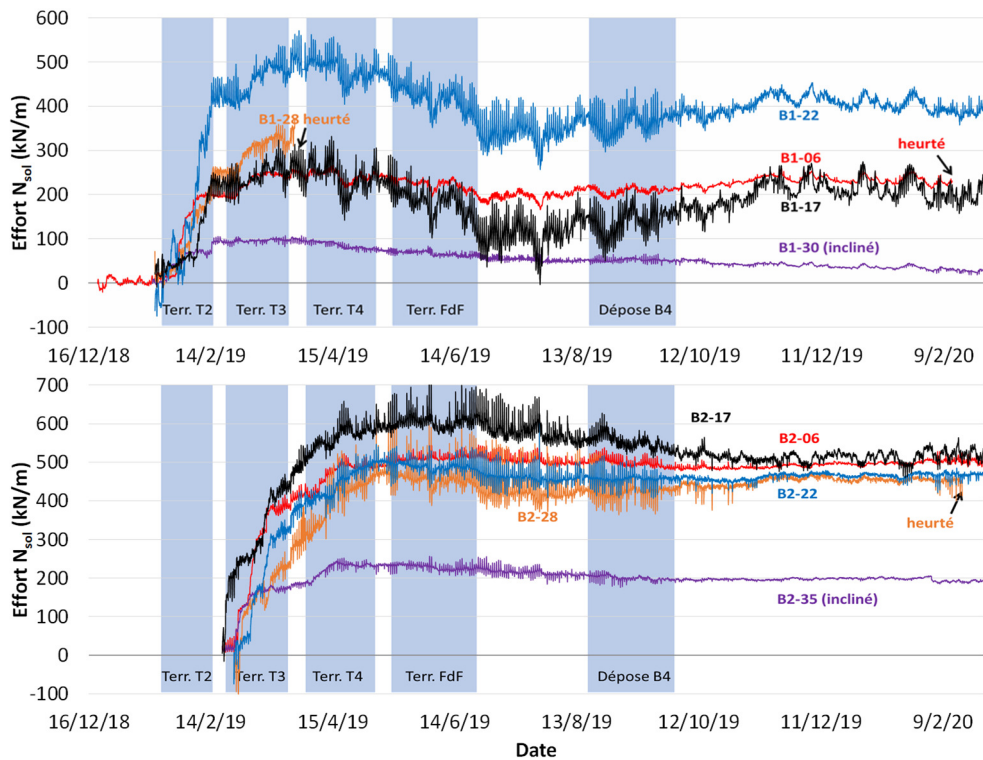 600
500
400
300
200
100
0
-100
Effort Nsol (kN/m)
B1-28 heurté
B1-22
B1-06
heurté
B1-17
B1-30 (incliné)
Terr. T2
Terr. T3
Terr. T4
Terr. FdF
Dépose B4
16/12/18
14/2/19
15/4/19
14/6/19
13/8/19
12/10/19
11/12/19
9/2/20
700
600
500
400
300
200
100
0
-100
Effort Nsol (kN/m)
B2-17
B2-06
B2-22
B2-28
heurté
B2-35 (incliné)
Terr. T2
Terr. T3
Terr. T4
Terr. FdF
Dépose B4
16/12/18
14/2/19
15/4/19
14/6/19
13/8/19
12/10/19
11/12/19
9/2/20
Date